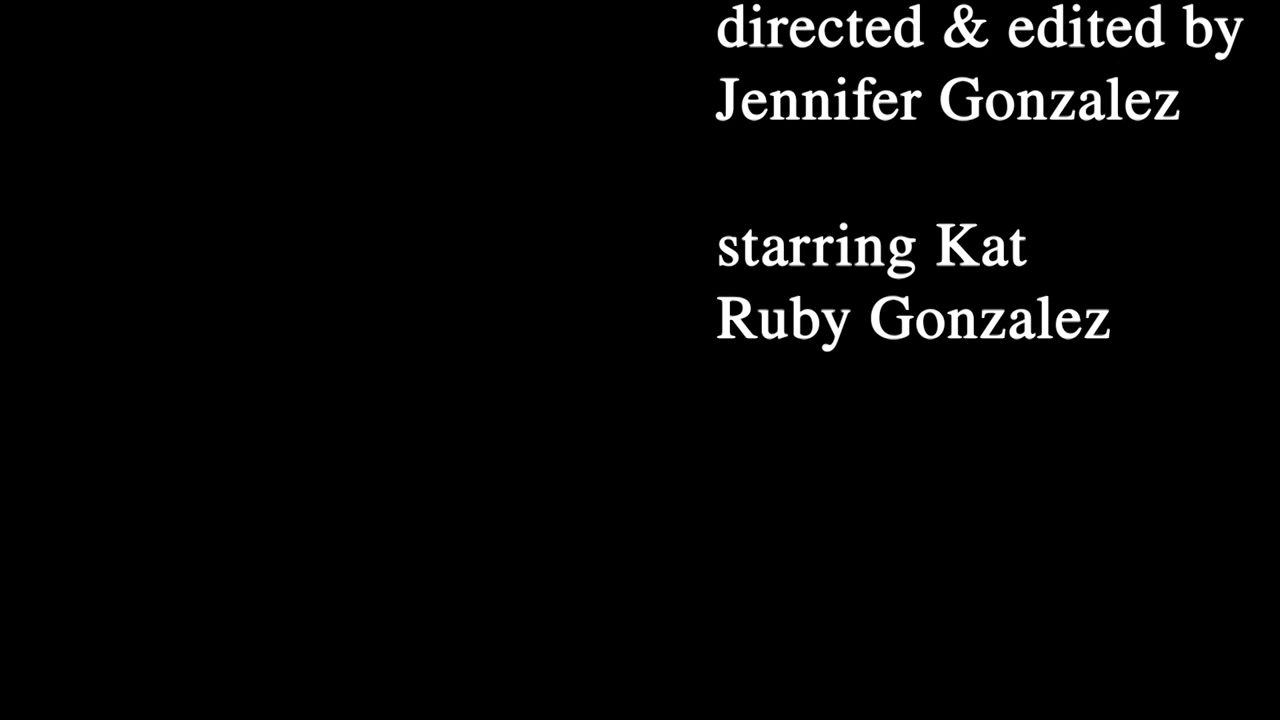 directed & edited by
Jennifer Gonzalez
starring Kat
Ruby Gonzalez